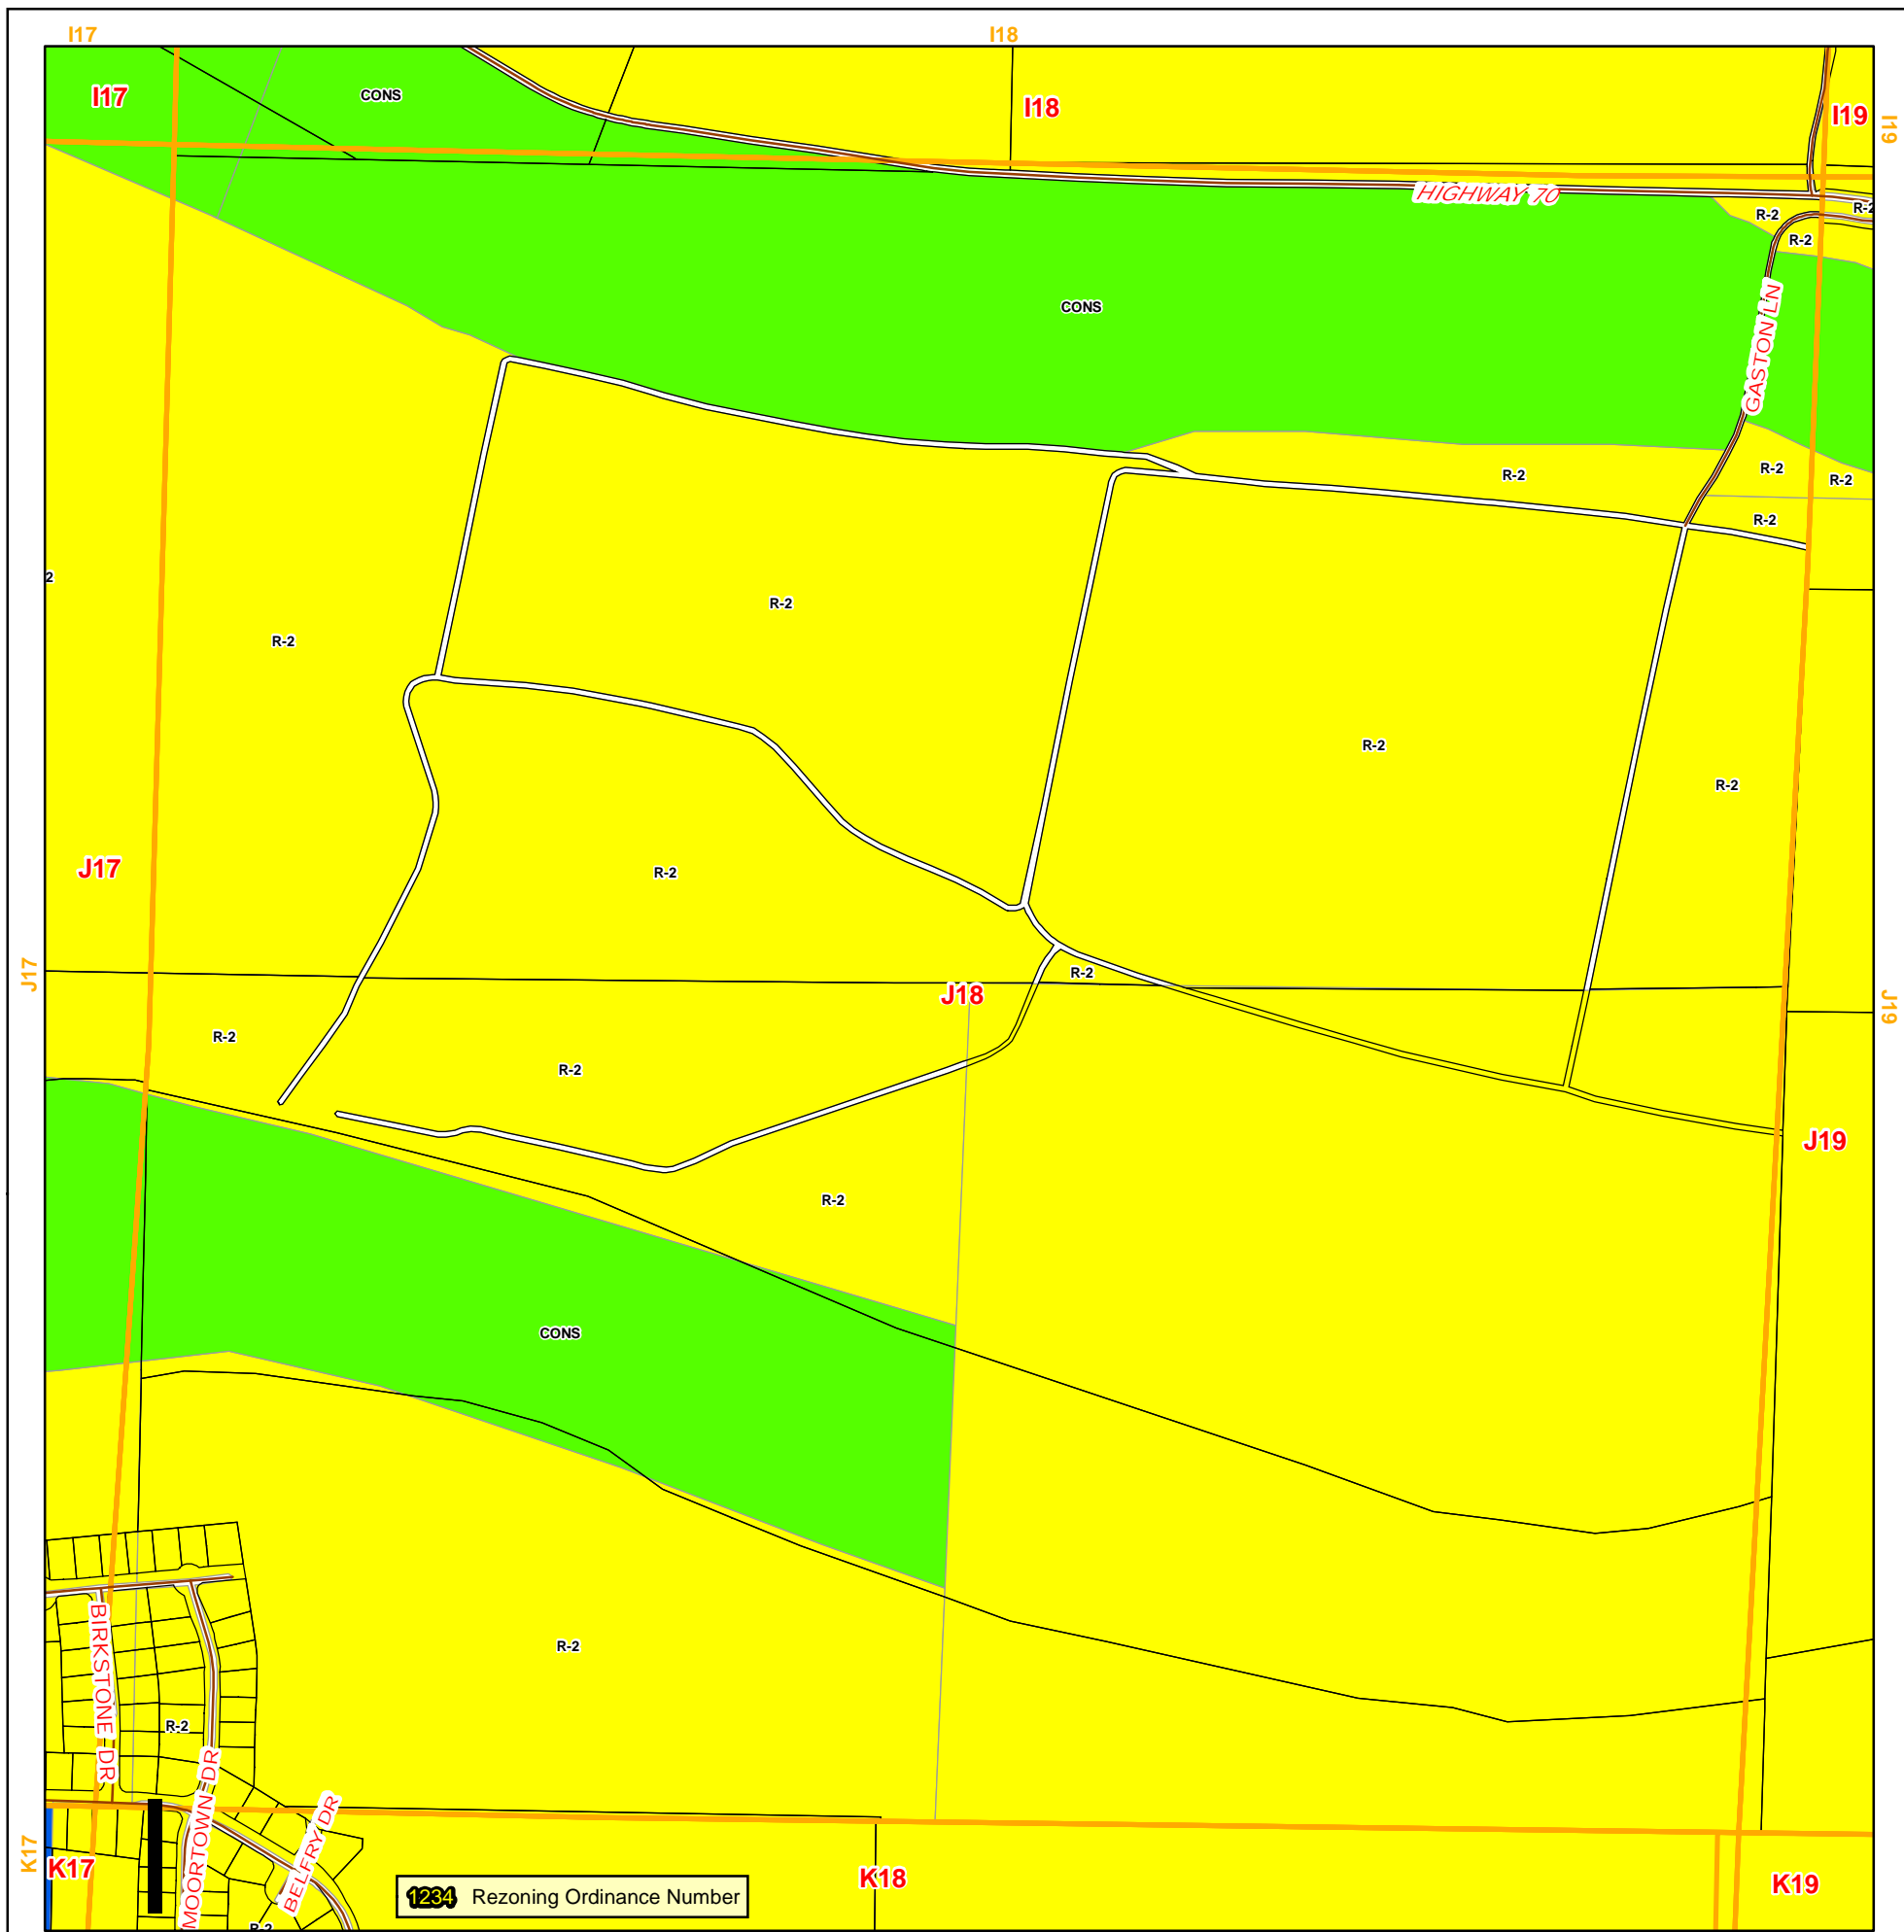 I17
I18
I17
CONS
I18
I19
I19
HIGHWAY 70
R-2
R-2
R-2
CONS
GASTON LN
R-2
R-2
R-2
R-2
2
R-2
R-2
R-2
R-2
J17
R-2
J17
R-2
J18
J19
R-2
R-2
J19
R-2
CONS
R-2
BIRKSTONE DR
R-2
MOORTOWN DR
BELFRY DR
K17
K17
K18
K19
1234 Rezoning Ordinance Number
R-2